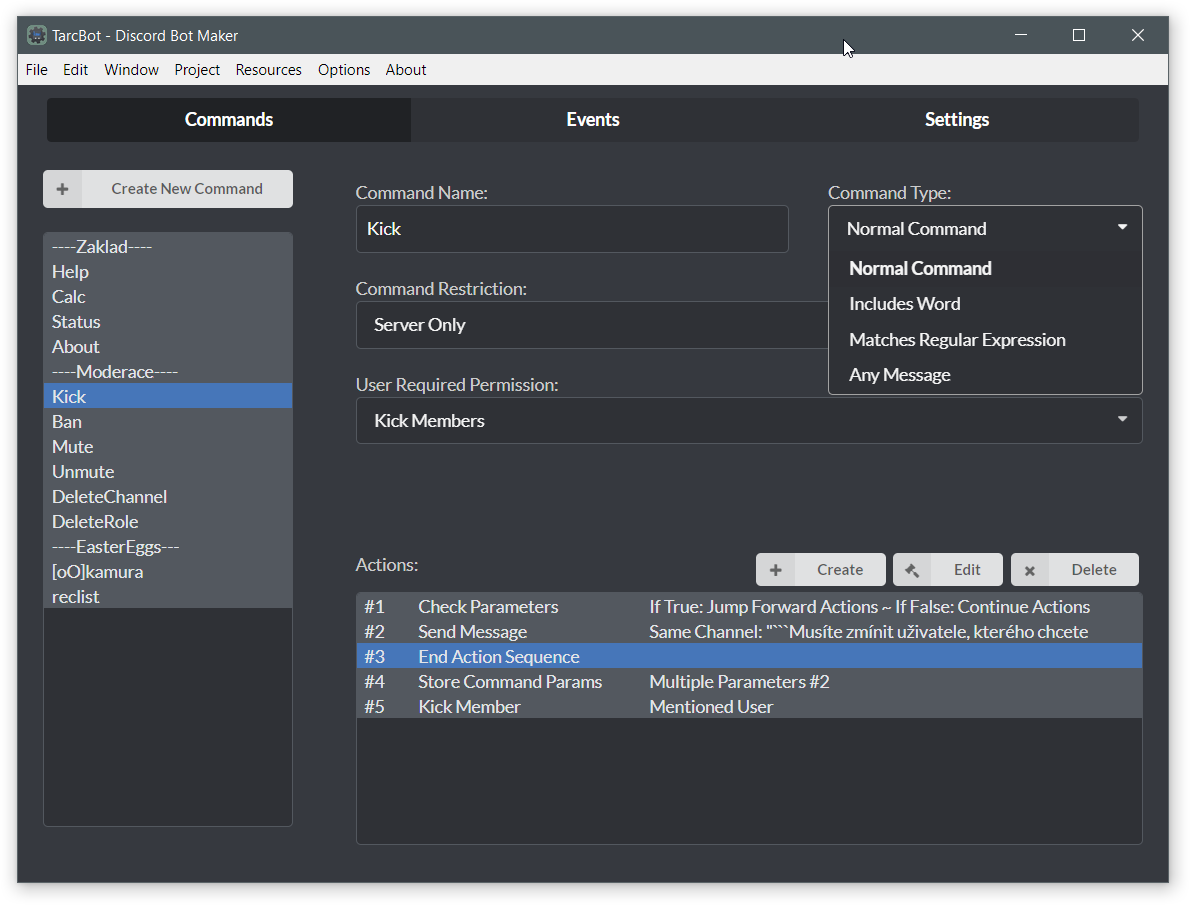 TarcBot - Discord Bot Maker
File Edit Window Project Resources Options About
Commands Events Settings
Create New Command
----Zaklad----
Help
Calc
Status
About
----Moderace----
Kick
Ban
Mute
Unmute
DeleteChannel
DeleteRole
----EasterEggs---
[oO]kamura
reclist
Command Name:
Kick
Command Type:
Normal Command
Normal Command
Includes Word
Matches Regular Expression
Any Message
Command Restriction:
Server Only
User Required Permission:
Kick Members
Actions:
Create Edit Delete
#1 Check Parameters If True: Jump Forward Actions ~ If False: Continue Actions
#2 Send Message Same Channel: "```Musíte zmínit uživatele, kterého chcete
#3 End Action Sequence
#4 Store Command Params Multiple Parameters #2
#5 Kick Member Mentioned User